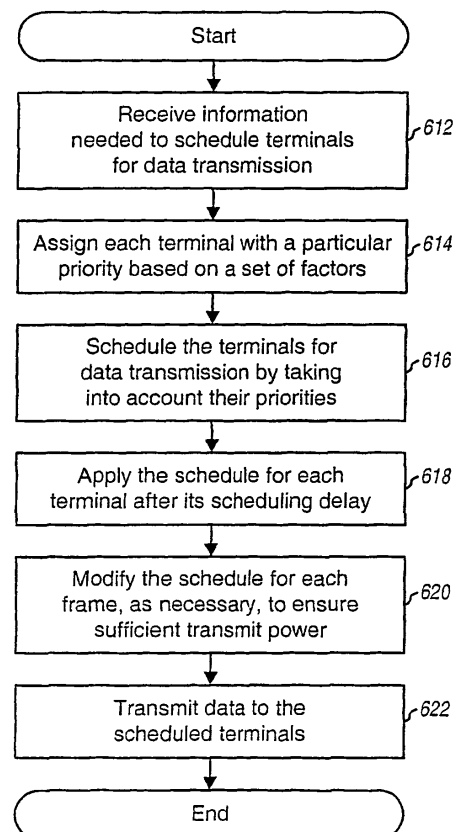 Start
Receive information
needed to schedule terminals
for data transmission
612
Assign each terminal with a particular
priority based on a set of factors
614
Schedule the terminals for
data transmission by taking
into account their priorities
616
Apply the schedule for each
terminal after its scheduling delay
618
Modify the schedule for each
frame, as necessary, to ensure
sufficient transmit power
620
Transmit data to the
scheduled terminals
622
End